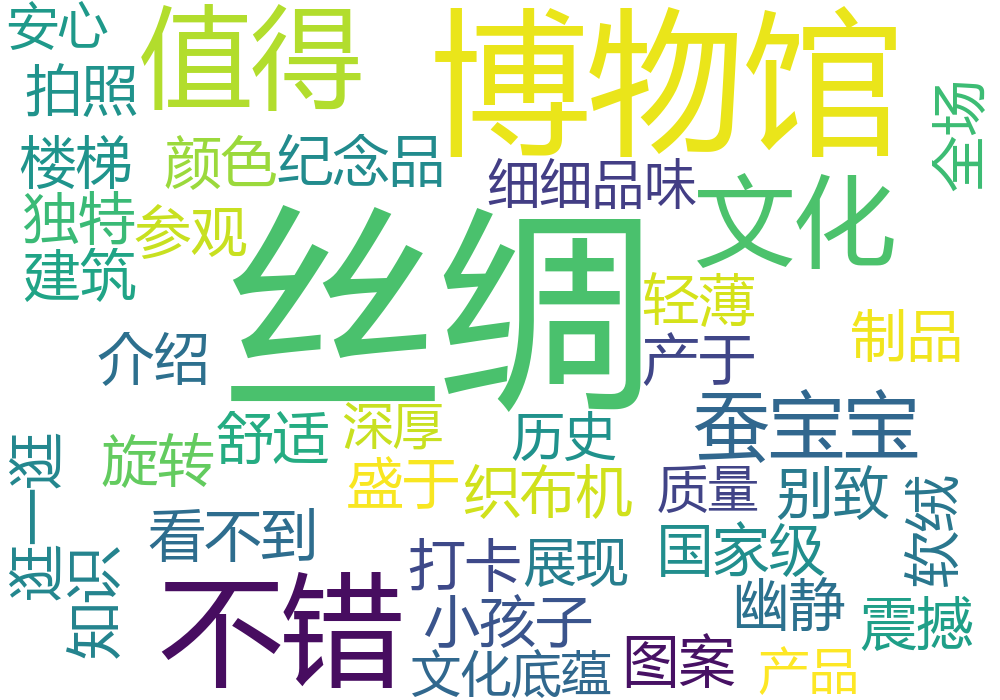 安心
值得
博物馆
拍照
全场
楼梯
颜色
纪念品
细细品味
文化
独特
参观
丝绸
建筑
轻薄
制品
介绍
产于
蚕宝宝
舒适
深厚
历史
逛一逛
旋转
盛于
织布机
质量
别致
软绒
看不到
打卡
展现
国家级
知识
不错
小孩子
幽静
震撼
文化底蕴
图案
产品